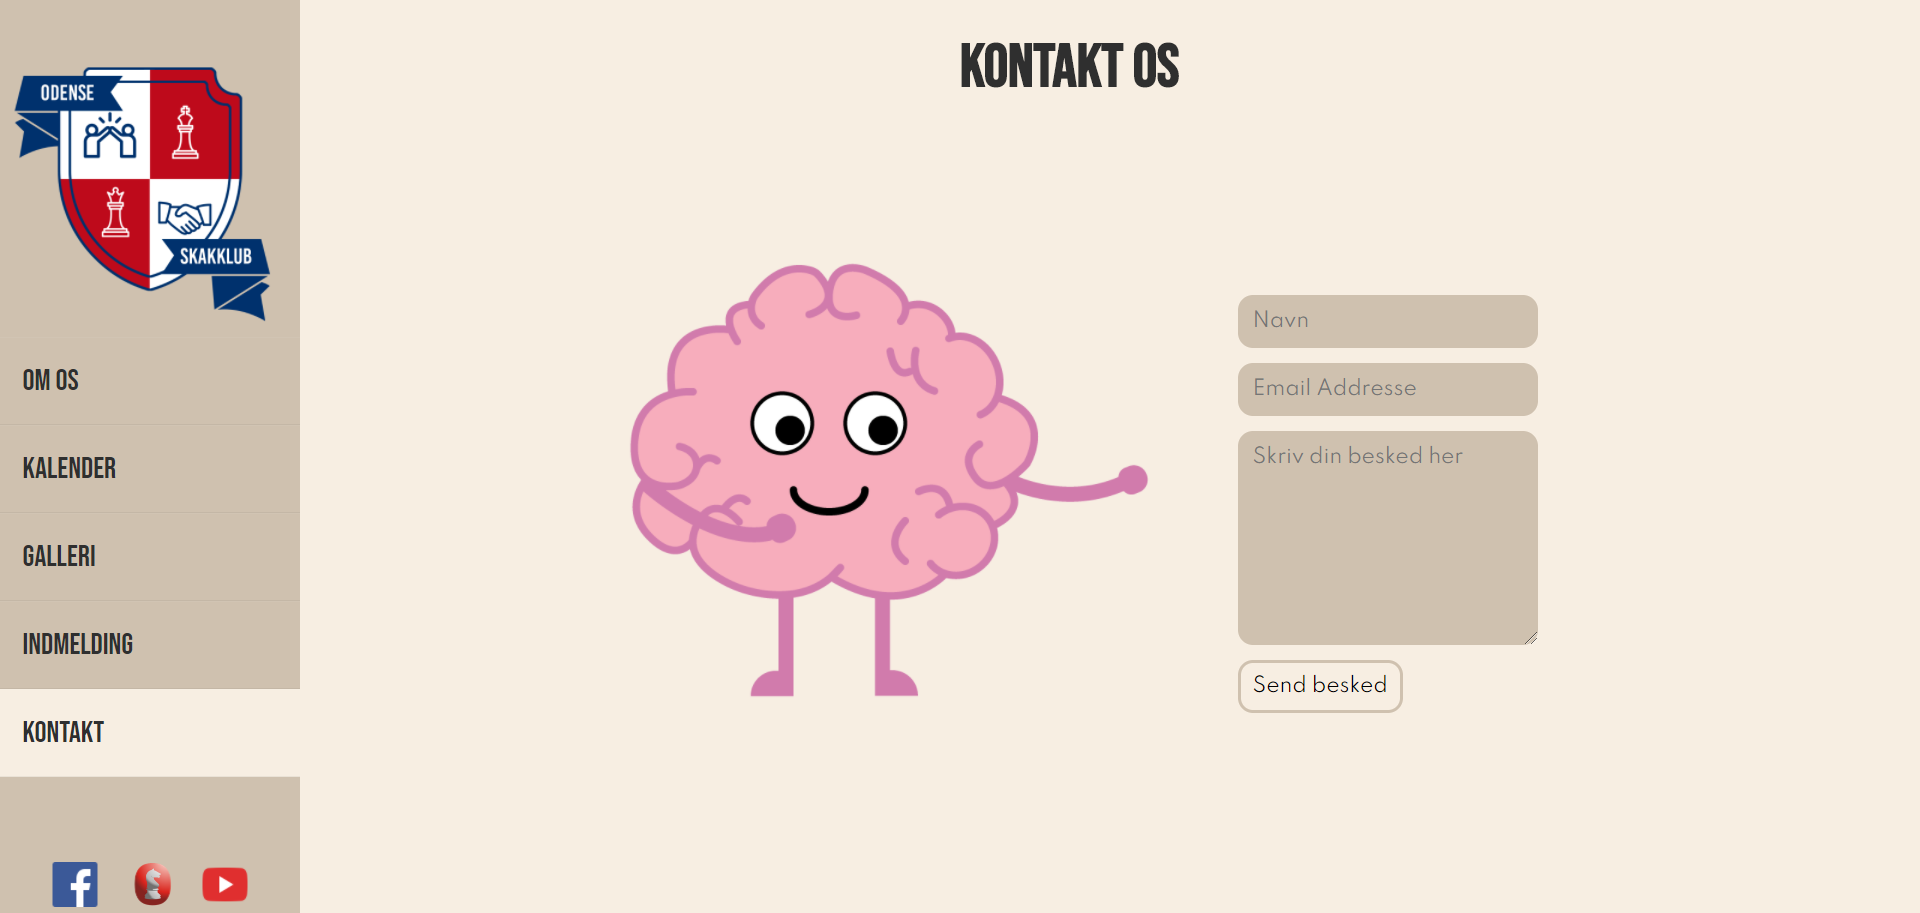 ODENSE
SKAKKLUB
OM OS
KALENDER
GALLERI
INDMELDING
KONTAKT
KONTAKT OS
Navn
Email Addresse
Skriv din besked her
Send besked